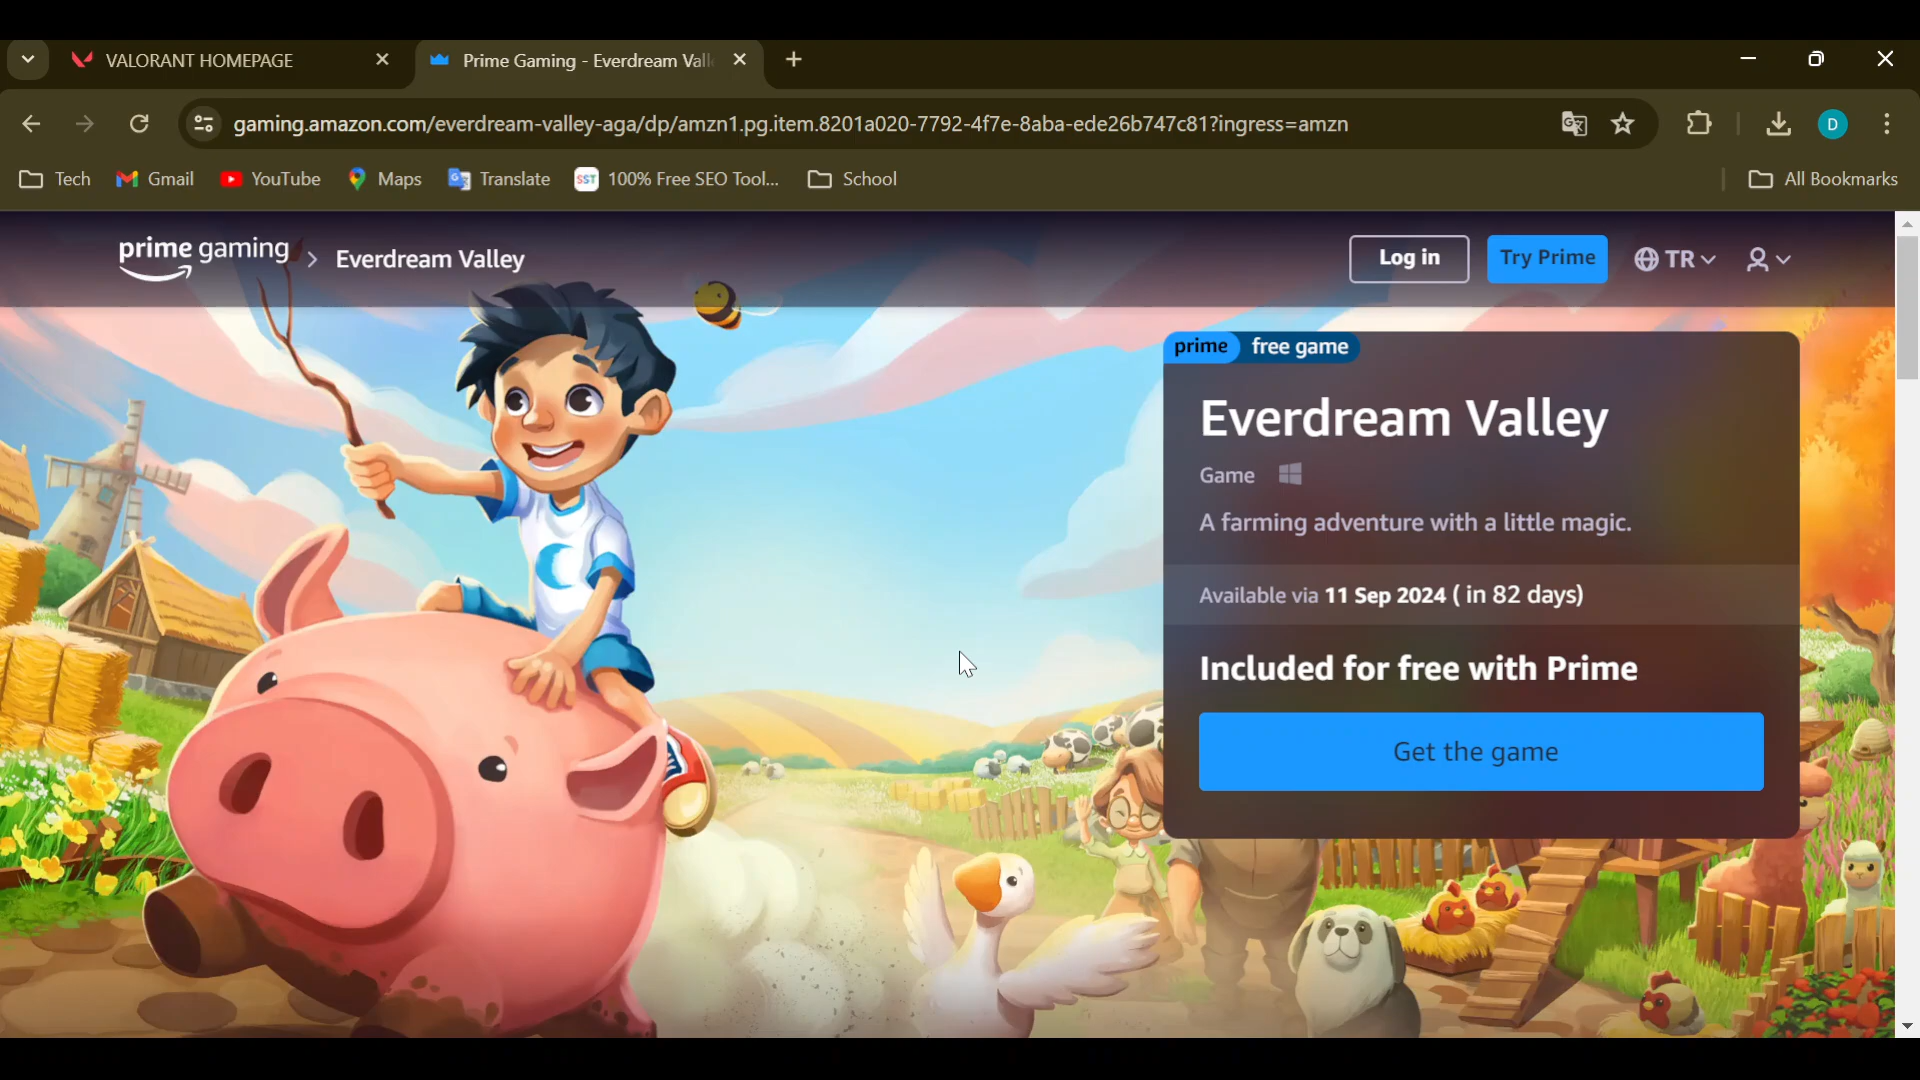 VALORANT HOMEPAGE
Prime Gaming - Everdream Vall
gaming.amazon.com/everdream-valley-aga/dp/amzn1.pg.item.8201a020-7792-4f7e-8aba-ede26b747c81?ingress=amzn
D
Tech
Gmail
YouTube
Maps
Translate
SST
100% Free SEO Tool...
School
All Bookmarks
prime gaming
Everdream Valley
Log in
Try Prime
TR
prime free game
Everdream Valley
Game
A farming adventure with a little magic.
Available via 11 Sep 2024 ( in 82 days)
Included for free with Prime
Get the game